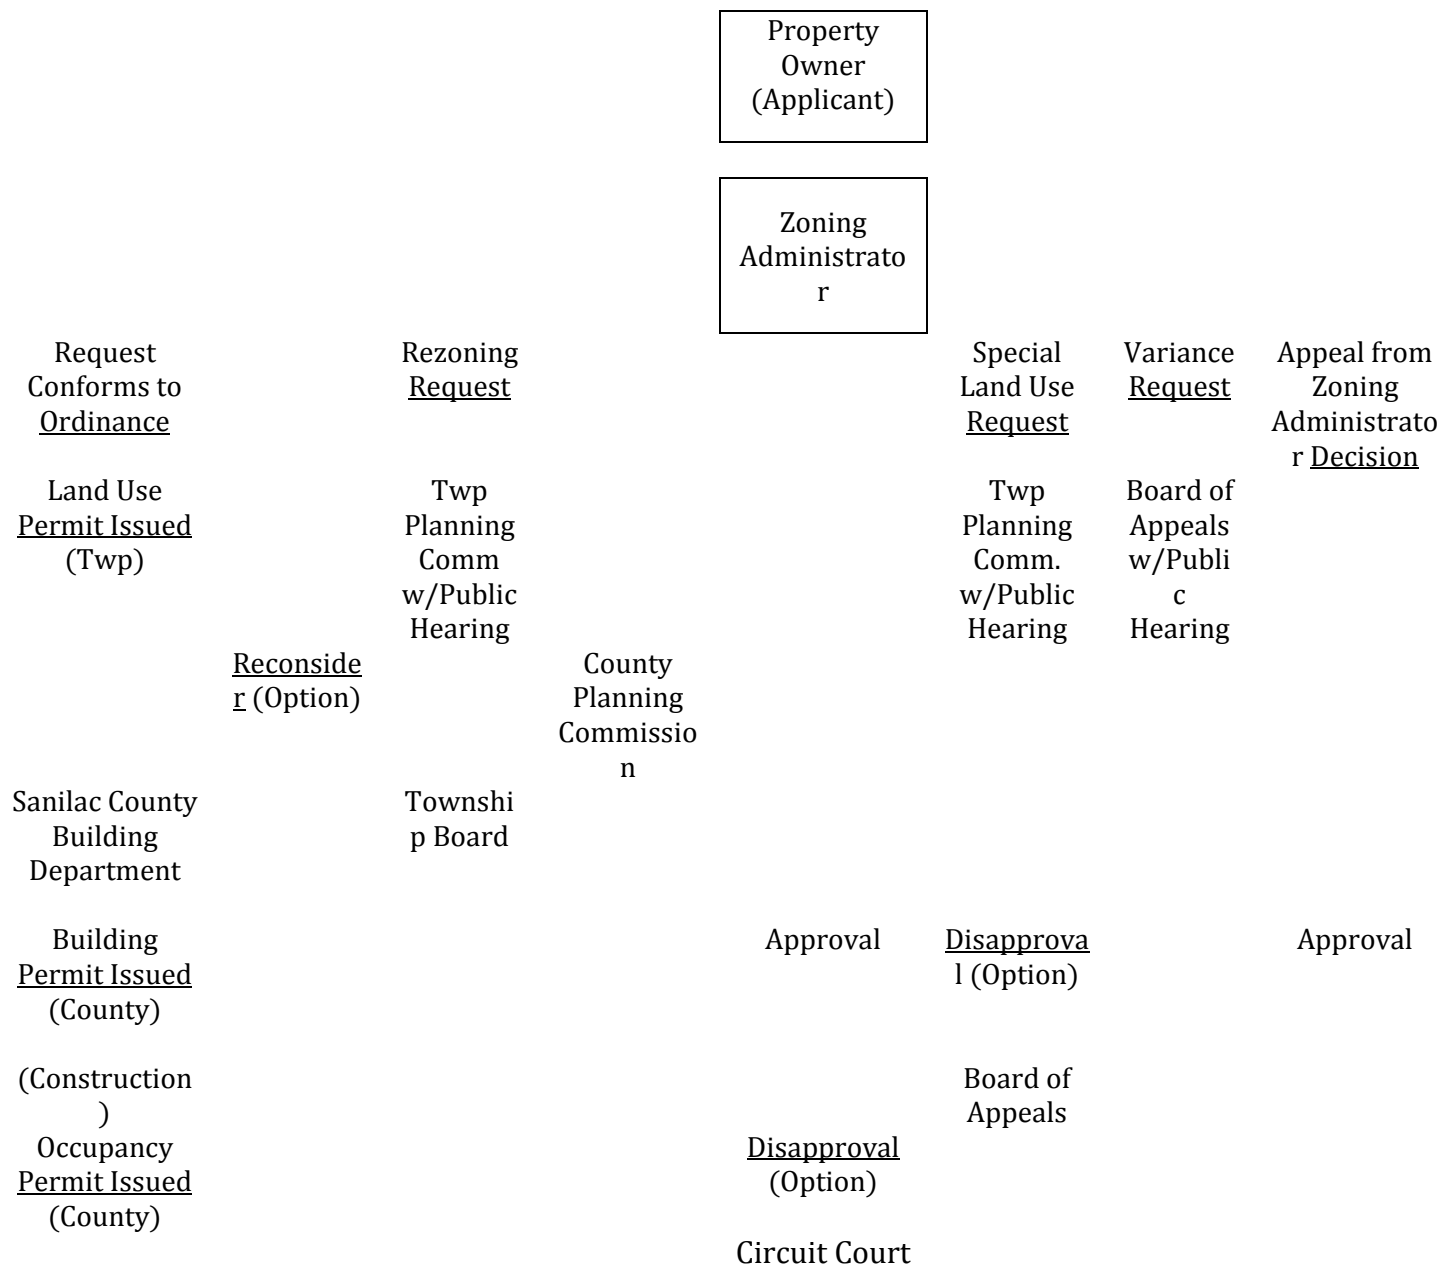 Property
Owner
(Applicant)
Zoning
Administrato
r
Request
Conforms to
Ordinance
Rezoning
Request
Special
Land Use
Request
Variance
Request
Appeal from
Zoning
Administrato
r Decision
Land Use
Permit Issued
(Twp)
Twp
Planning
Comm
w/Public
Hearing
Twp
Planning
Comm.
w/Public
Hearing
Board of
Appeals
w/Publi
c
Hearing
Reconside
r (Option)
County
Planning
Commissio
n
Sanilac County
Building
Department
Townshi
p Board
Building
Permit Issued
(County)
Approval
Disapprova
l (Option)
Approval
(Construction
)
Board of
Appeals
Occupancy
Permit Issued
(County)
Disapproval
(Option)
Circuit Court